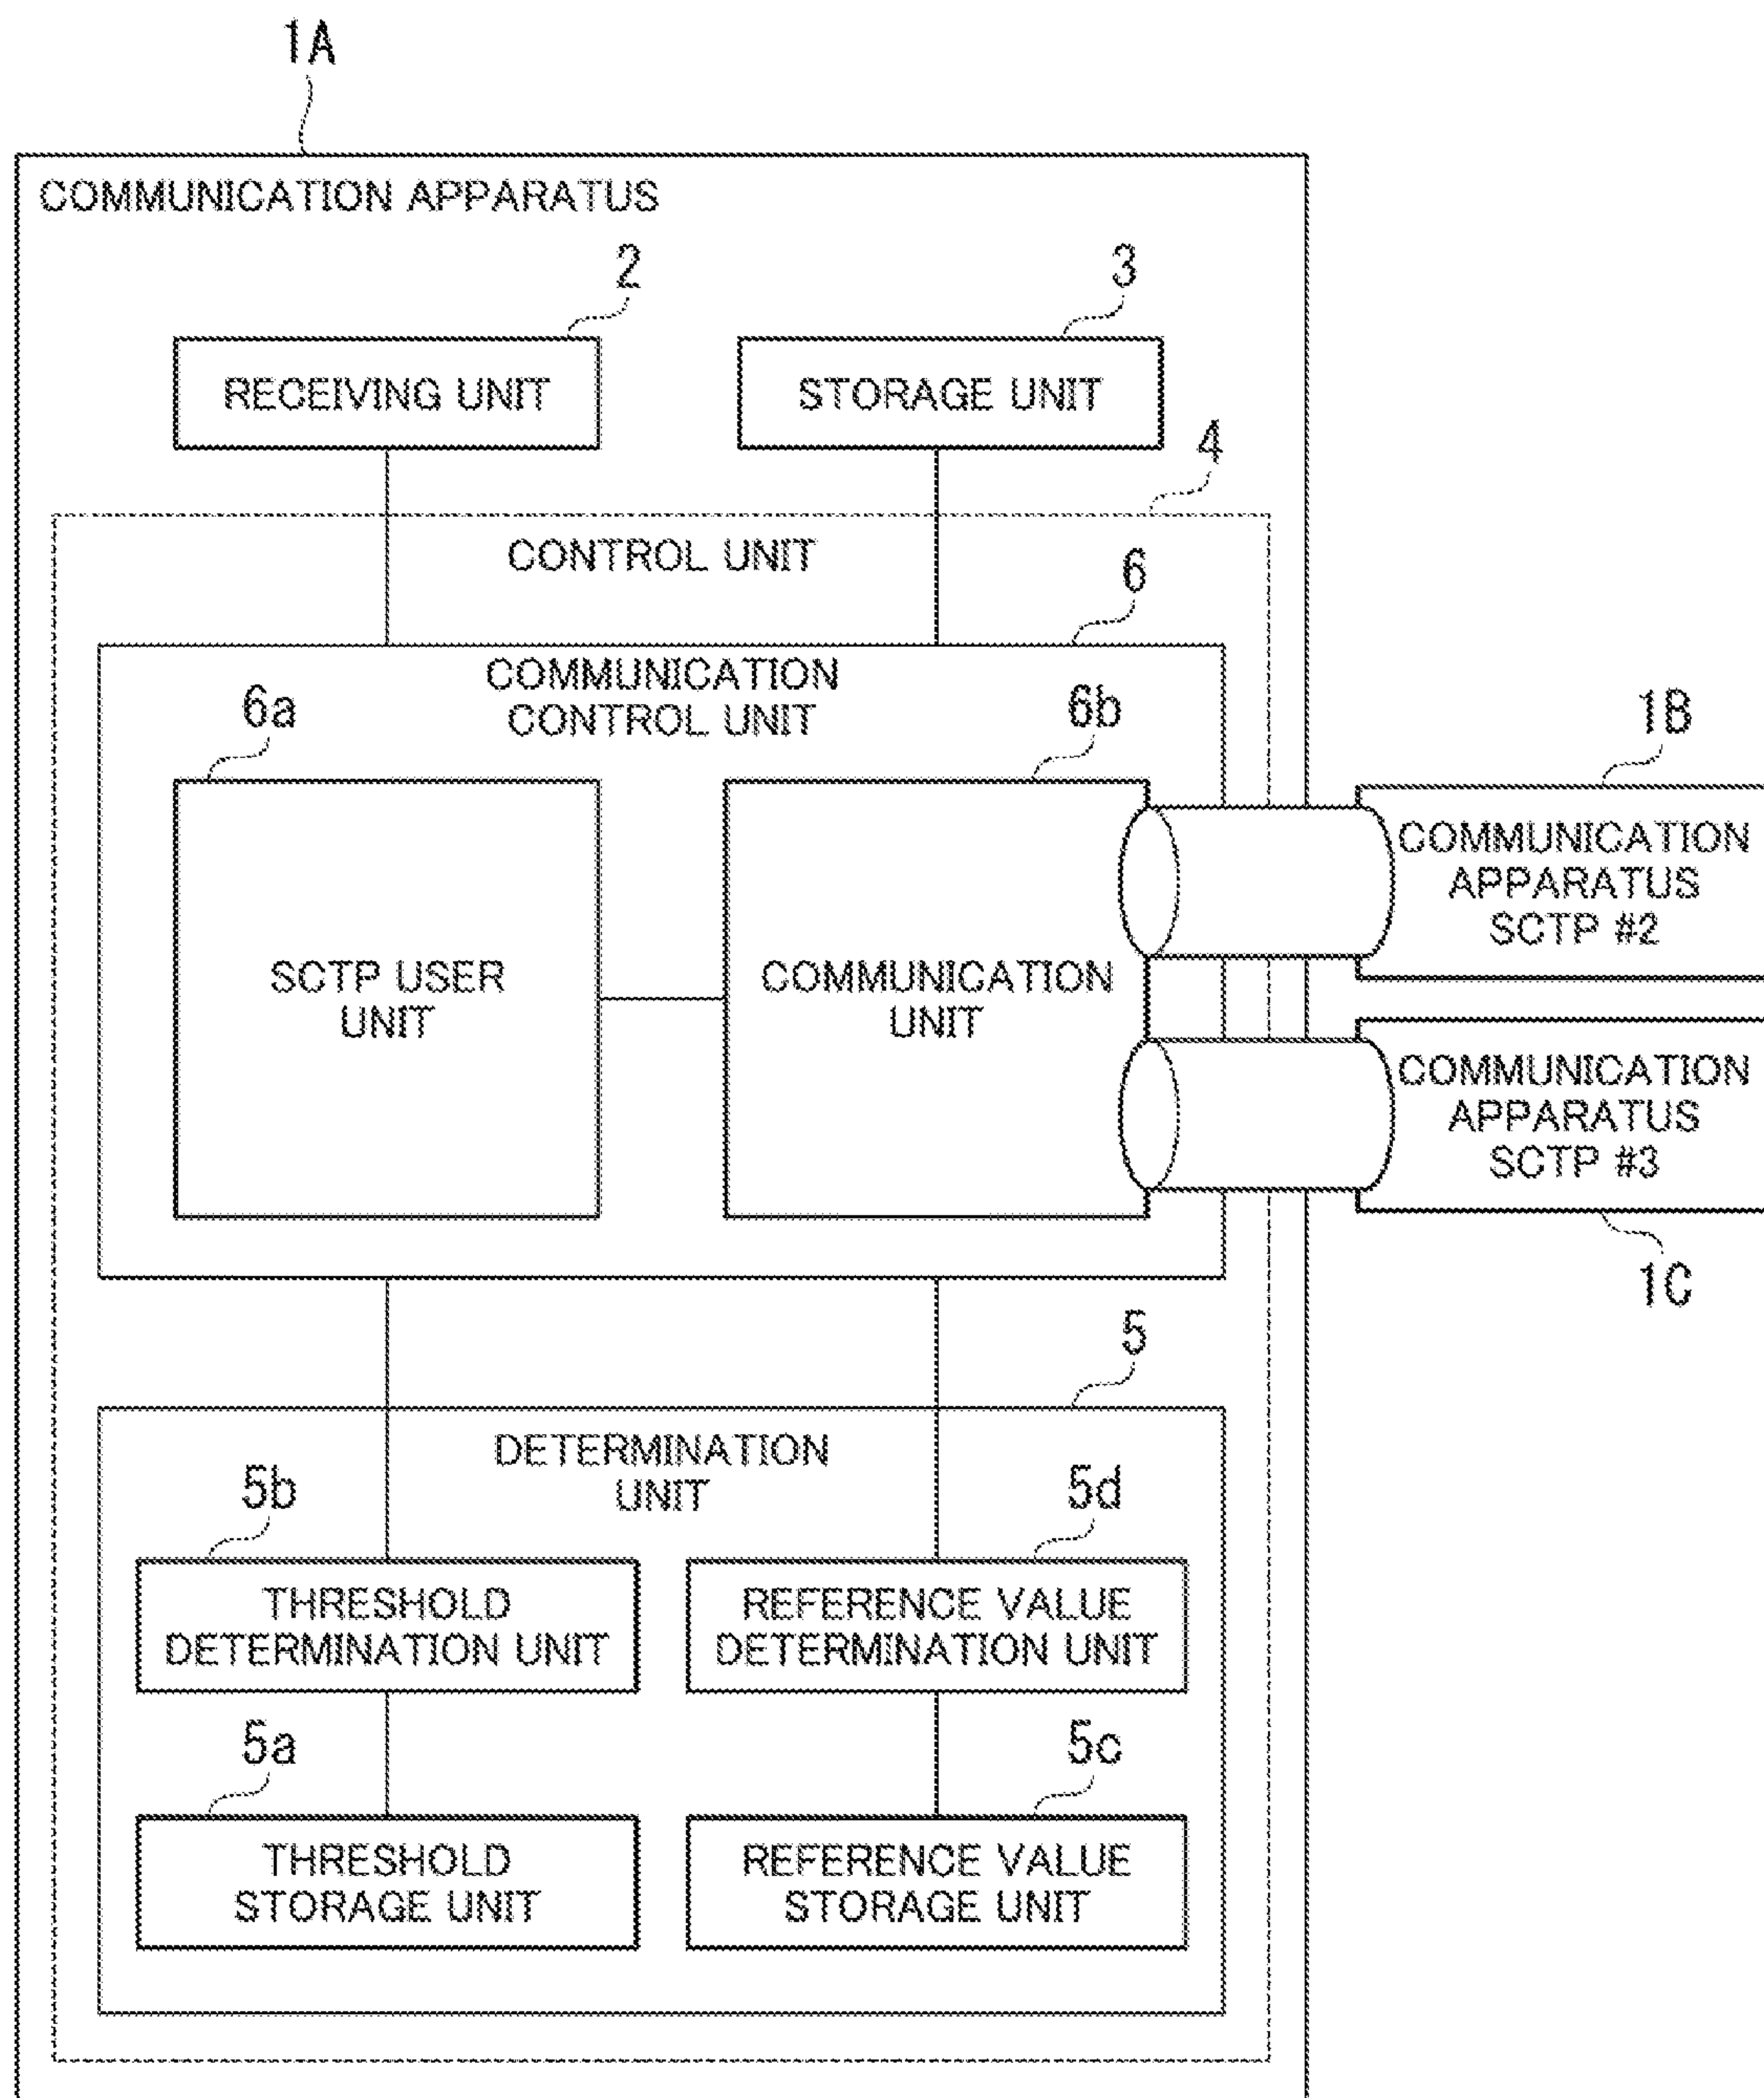 1A
COMMUNICATION APPARATUS
2
3
RECEIVING UNIT
STORAGE UNIT
4
CONTROL UNIT
6
COMMUNICATION
CONTROL UNIT
6a
6b
SCTP USER
UNIT
COMMUNICATION
UNIT
1B
COMMUNICATION
APPARATUS
SCTP #2
COMMUNICATION
APPARATUS
SCTP #3
1C
5
DETERMINATION
UNIT
5b
5d
THRESHOLD
DETERMINATION UNIT
REFERENCE VALUE
DETERMINATION UNIT
5a
5c
THRESHOLD
STORAGE UNIT
REFERENCE VALUE
STORAGE UNIT